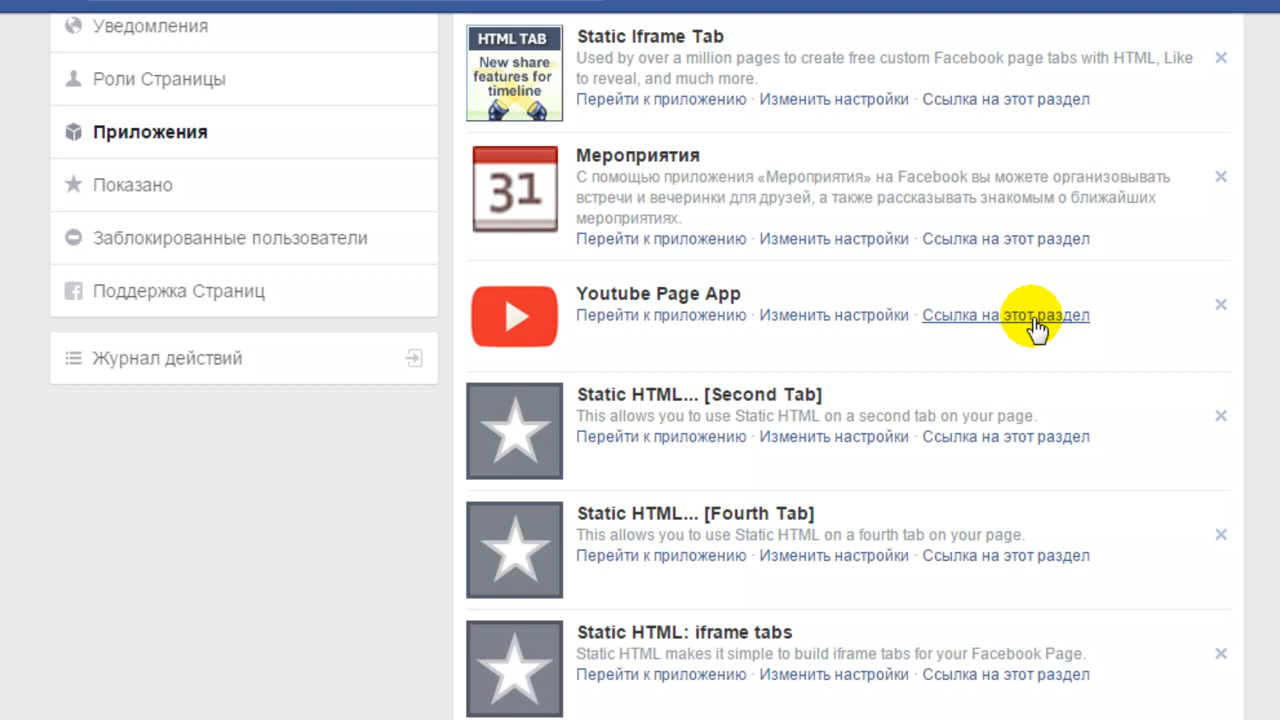 Уведомления
Роли Страницы
Приложения
Показано
Заблокированные пользователи
Поддержка Страниц
Журнал действий
HTML TAB
New share
features for
timeline
Static Iframe Tab
Used by over a million pages to create free custom Facebook page tabs with HTML, Like
to reveal, and much more.
Перейти к приложению · Изменить настройки · Ссылка на этот раздел
31
Мероприятия
С помощью приложения «Мероприятия» на Facebook вы можете организовывать
встречи и вечеринки для друзей, а также рассказывать знакомым о ближайших
мероприятиях.
Перейти к приложению · Изменить настройки · Ссылка на этот раздел
Youtube Page App
Перейти к приложению · Изменить настройки · Ссылка на этот раздел
Static HTML... [Second Tab]
This allows you to use Static HTML on a second tab on your page.
Перейти к приложению · Изменить настройки · Ссылка на этот раздел
Static HTML... [Fourth Tab]
This allows you to use Static HTML on a fourth tab on your page.
Перейти к приложению · Изменить настройки · Ссылка на этот раздел
Static HTML: iframe tabs
Static HTML makes it simple to build iframe tabs for your Facebook Page.
Перейти к приложению · Изменить настройки · Ссылка на этот раздел